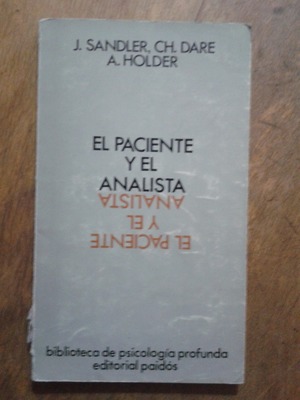 J. SANDLER, CH. DARE
A. HOLDER
EL PACIENTE
Y EL
ANALISTA
EL PACIENTE
Y EL
ANALISTA
biblioteca de psicología profunda
editorial paidós